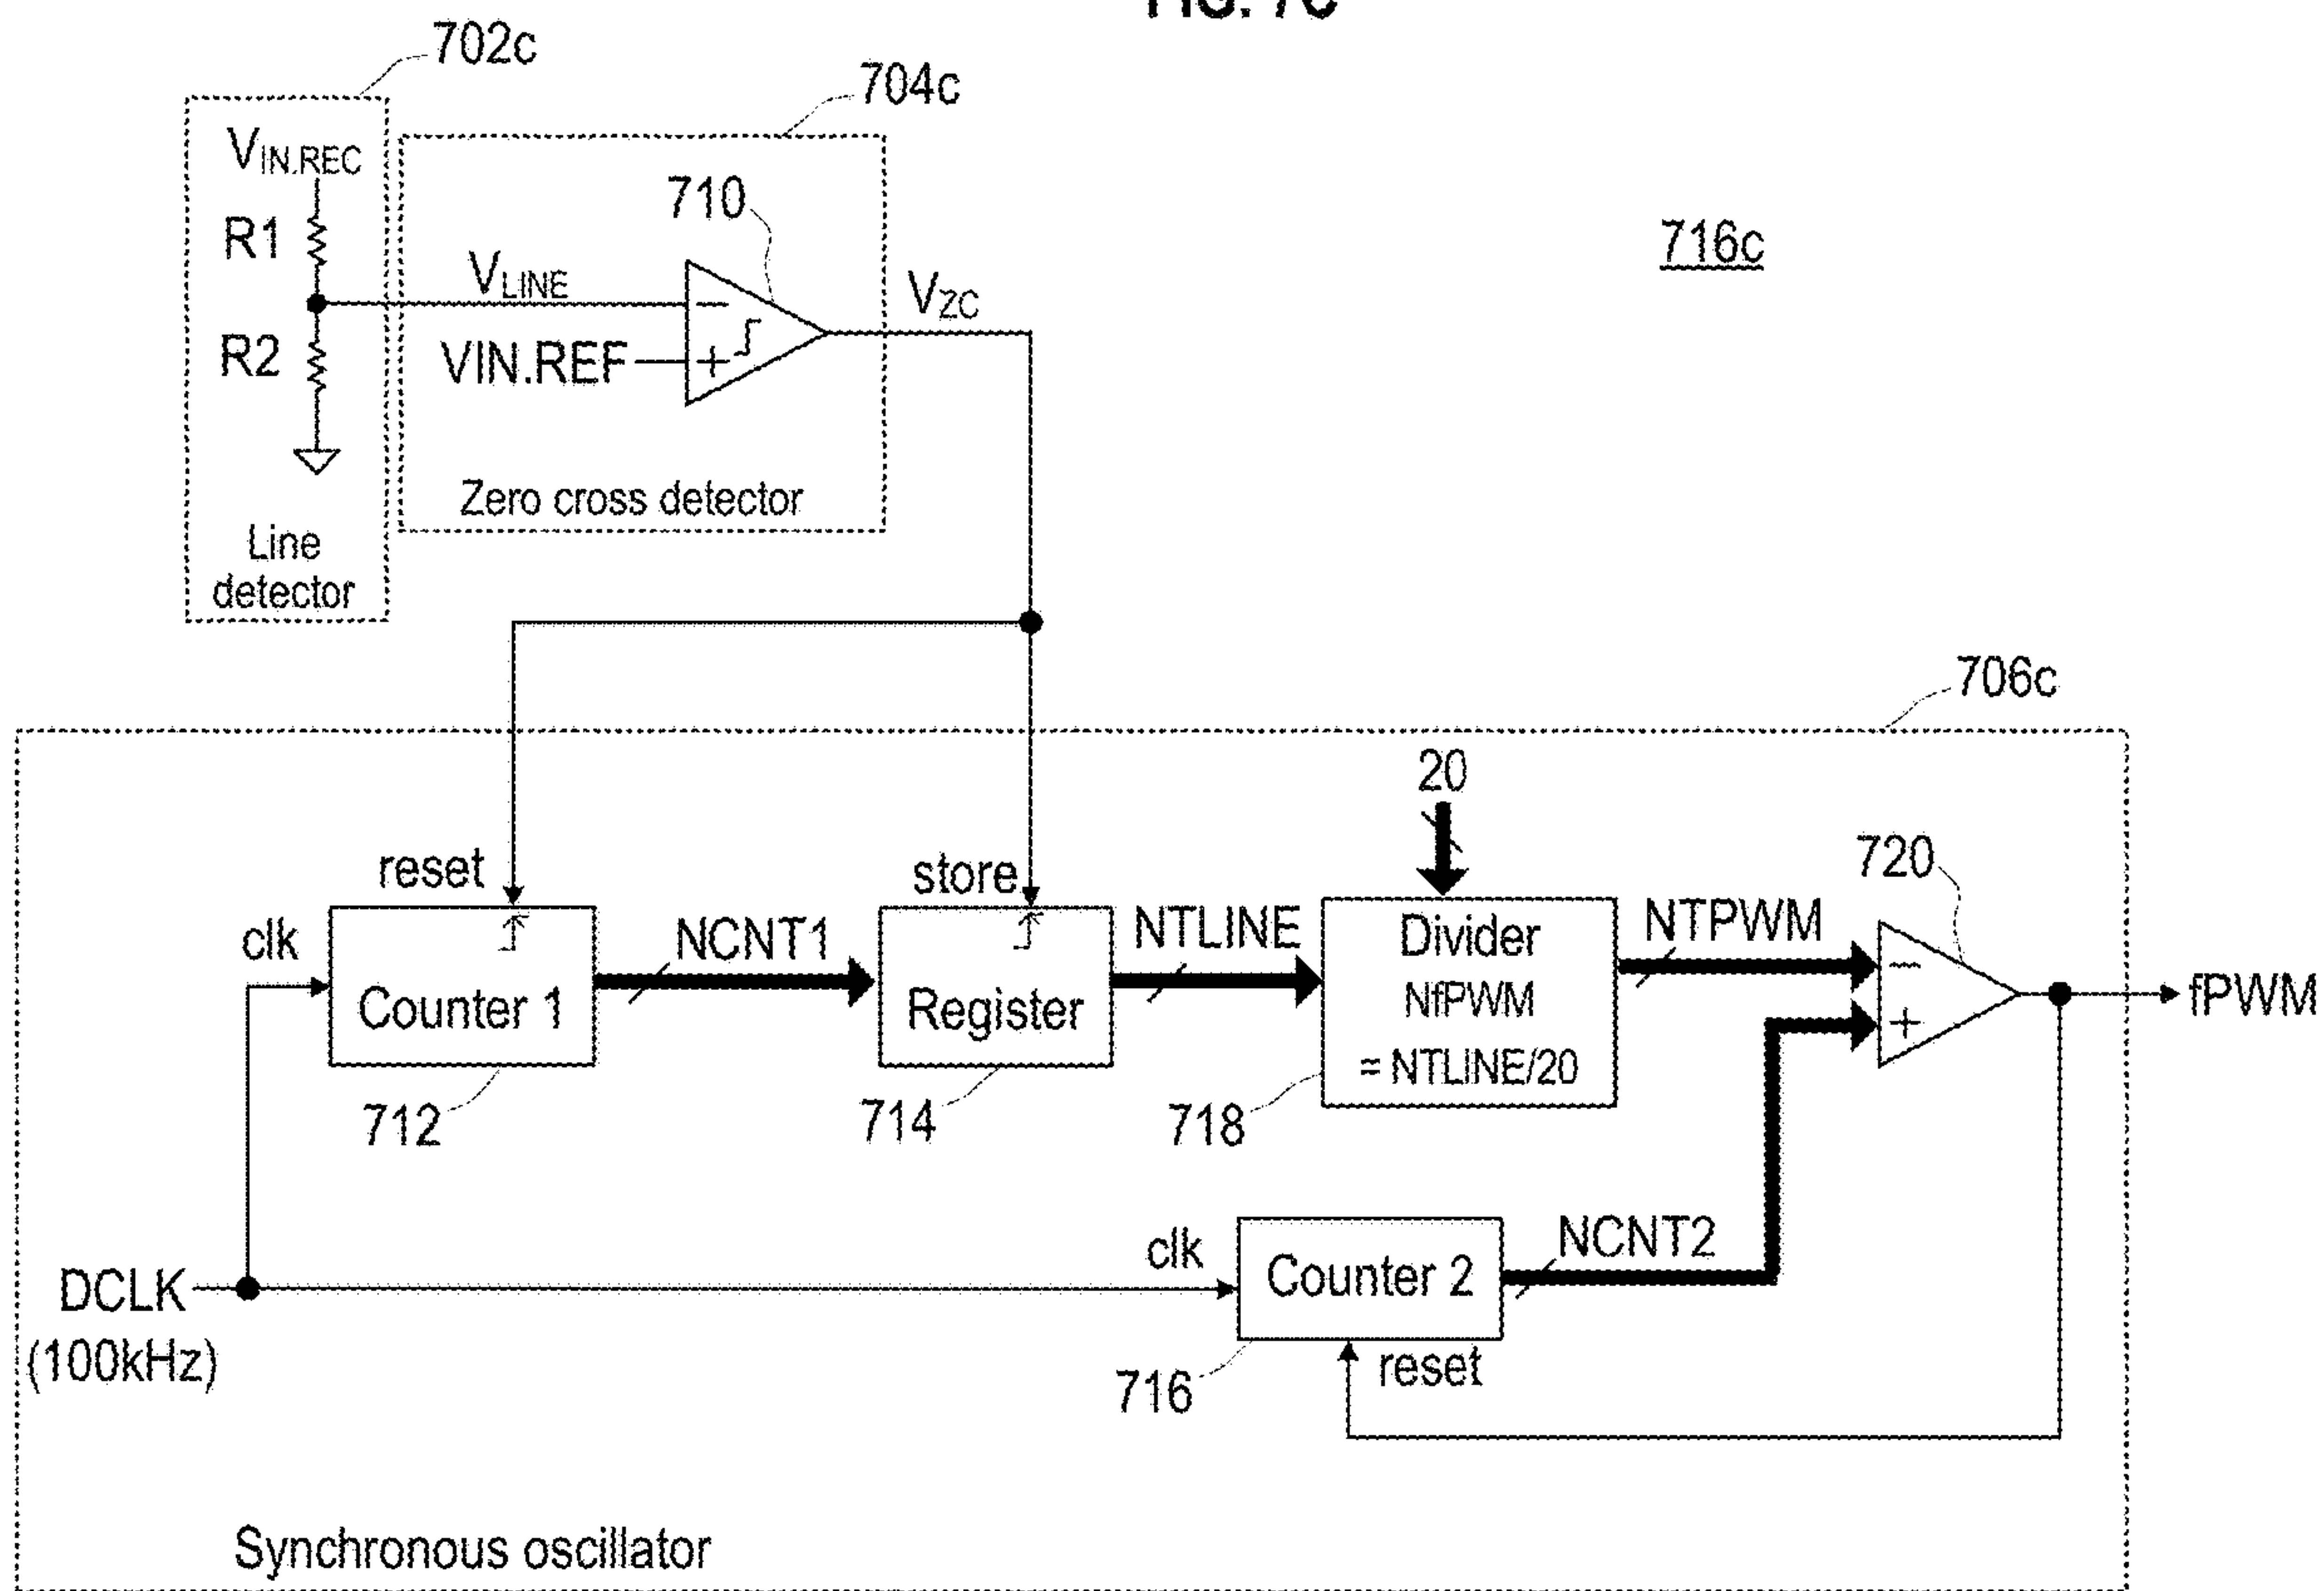 FIG. 7C
702c
704c
VIN.REC
710
R1
716c
VLINE
VZC
R2
VIN.REF
−
+
Zero cross detector
Line
detector
706c
20
720
reset
store
clk
NCNT1
NTLINE
Divider
NTPWM
Counter 1
Register
NfPWM
= NTLINE/20
−
+
fPWM
712
714
718
clk
NCNT2
Counter 2
DCLK
(100kHz)
reset
716
Synchronous oscillator